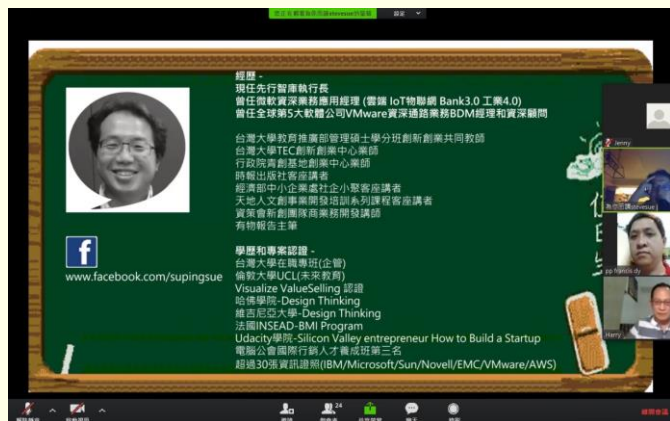 設定
經歷 -
現任先行智庫執行長
曾任微軟資深業務應用經理 (雲端 IoT物聯網 Bank3.0 工業4.0)
曾任全球第5大軟體公司VMware資深通路業務BDM經理和資深顧問
台灣大學教育推廣部管理碩士學分班創新創業共同教師
台灣大學TEC創新創業中心業師
行政院青創基地創業中心業師
時報出版社客座講者
經濟部中小企業處社企小聚客座講者
天地人文創事業開發培訓系列課程客座講者
資策會新創團隊商業務開發講師
有物報告主筆
www.facebook.com/supingsue
學歷和專案認證 -
台灣大學在職專班(企管)
倫敦大學UCL(未來教育)
Visualize ValueSelling 認證
哈佛學院-Design Thinking
維吉尼亞大學-Design Thinking
法國INSEAD-BMI Program
Udacity學院-Silicon Valley entrepreneur How to Build a Startup
電腦公會國際行銷人才養成班第三名
超過30張資訊證照(IBM/Microsoft/Sun/Novell/EMC/VMware/AWS)
Jenny
pp francis dy
Harry
24